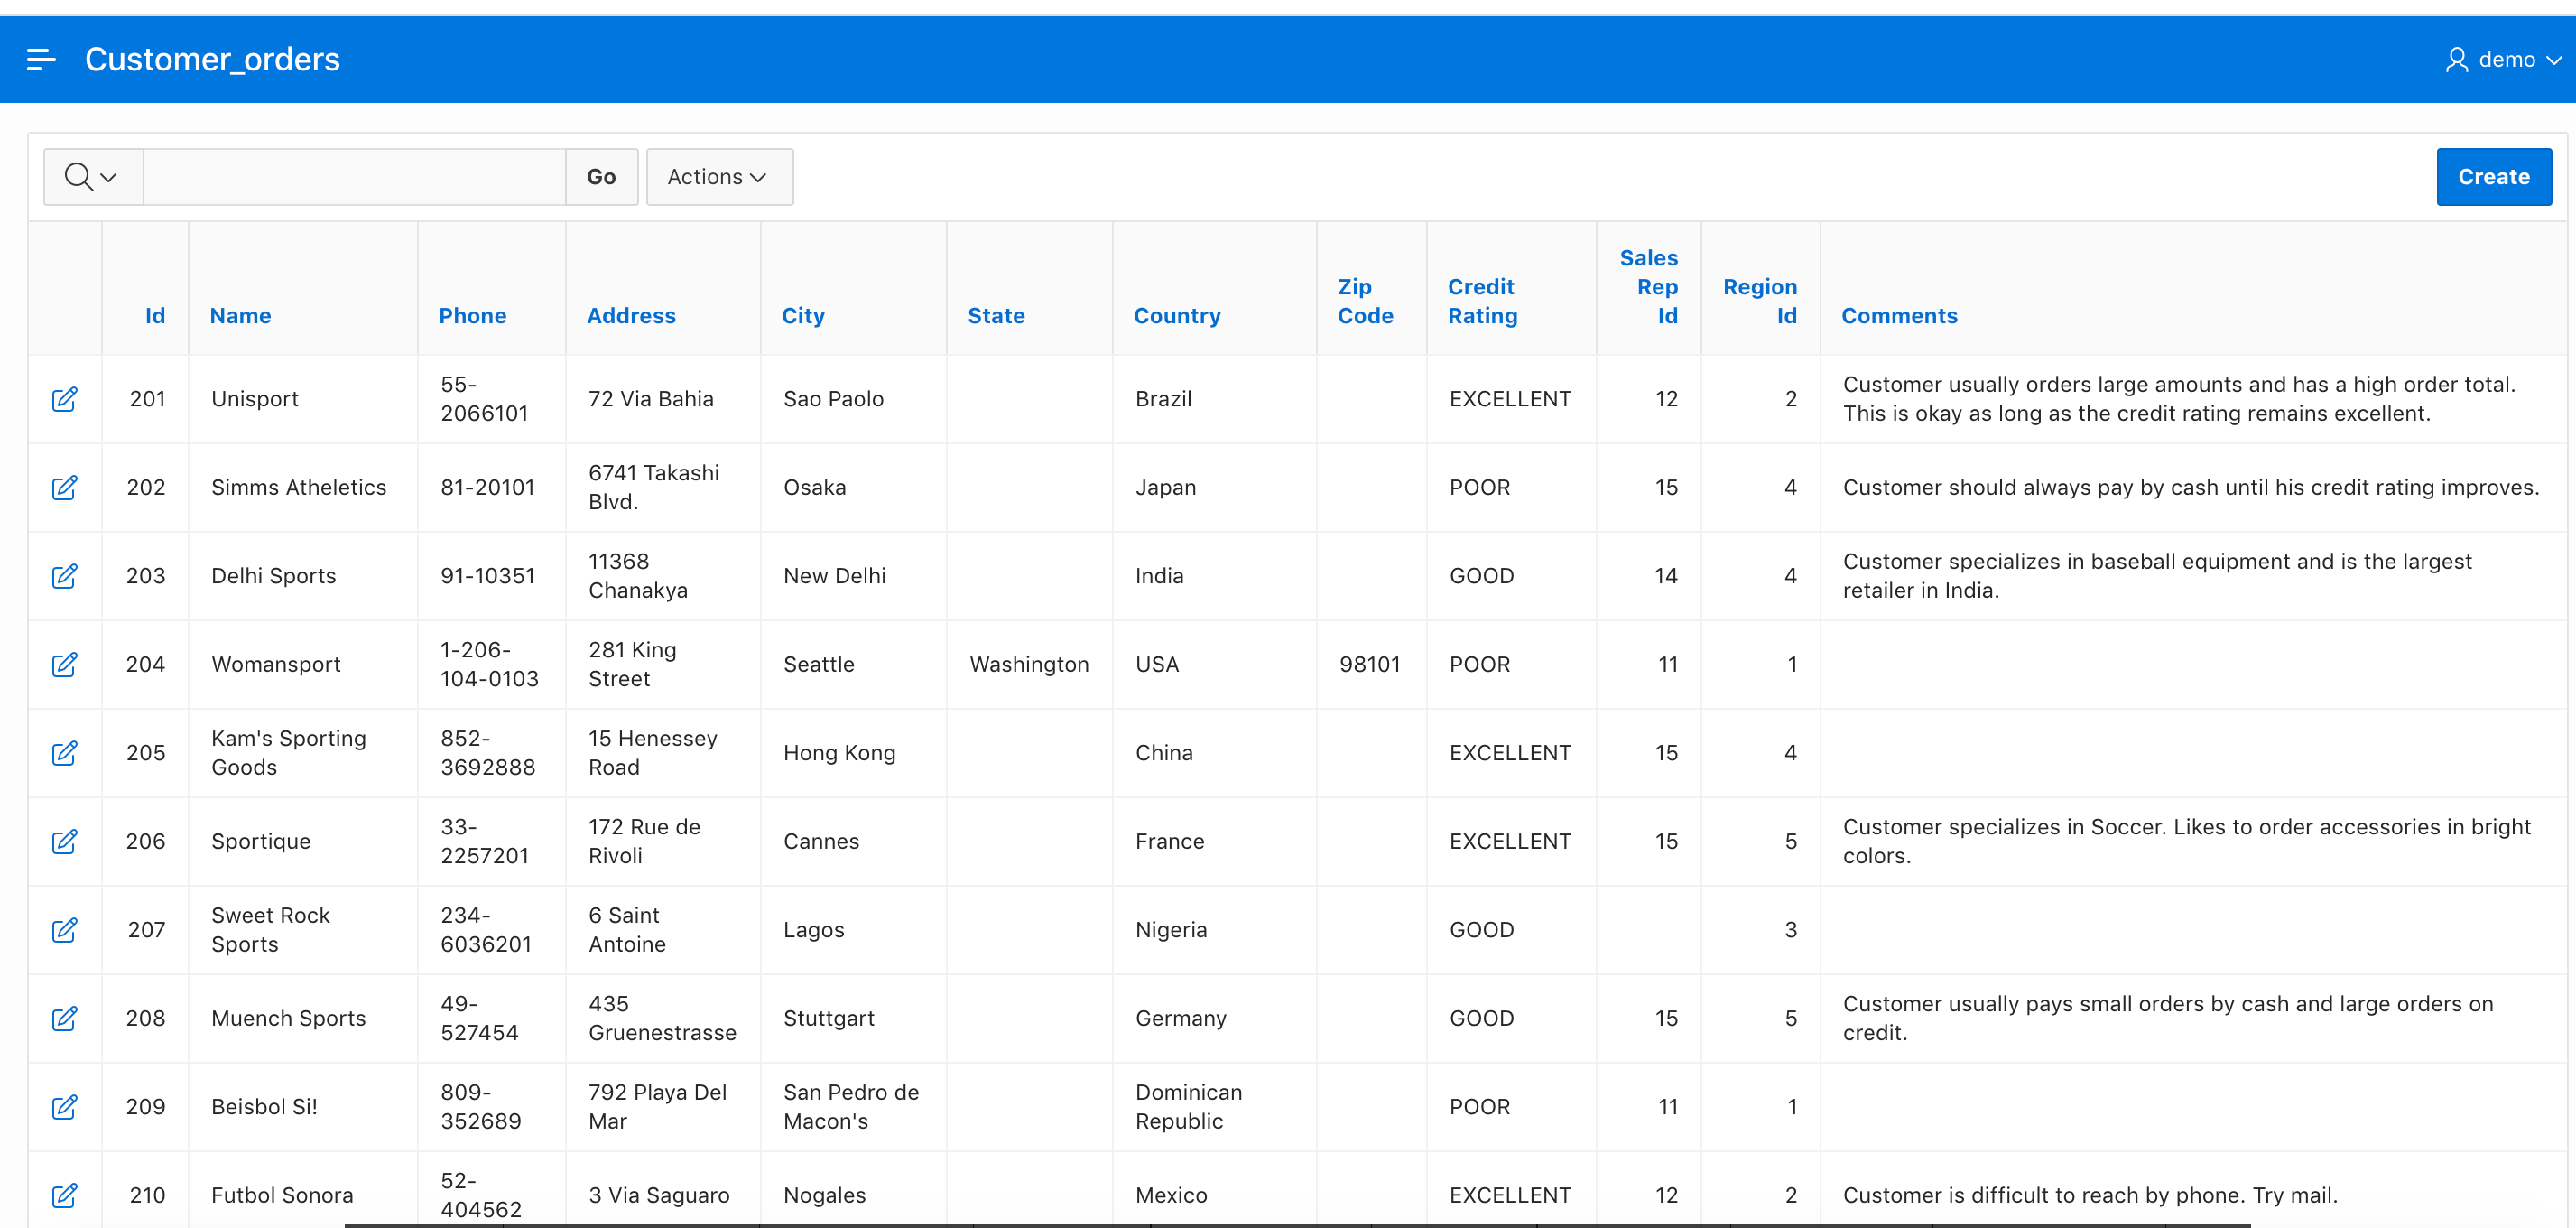 Customer_orders demo
Go Actions Create
Id Name Phone Address City State Country Zip Code Credit Rating Sales Rep Id Region Id Comments
201 Unisport 55-2066101 72 Via Bahia Sao Paolo Brazil EXCELLENT 12 2 Customer usually orders large amounts and has a high order total. This is okay as long as the credit rating remains excellent.
202 Simms Atheletics 81-20101 6741 Takashi Blvd. Osaka Japan POOR 15 4 Customer should always pay by cash until his credit rating improves.
203 Delhi Sports 91-10351 11368 Chanakya New Delhi India GOOD 14 4 Customer specializes in baseball equipment and is the largest retailer in India.
204 Womansport 1-206-104-0103 281 King Street Seattle Washington USA 98101 POOR 11 1
205 Kam's Sporting Goods 852-3692888 15 Henessey Road Hong Kong China EXCELLENT 15 4
206 Sportique 33-2257201 172 Rue de Rivoli Cannes France EXCELLENT 15 5 Customer specializes in Soccer. Likes to order accessories in bright colors.
207 Sweet Rock Sports 234-6036201 6 Saint Antoine Lagos Nigeria GOOD 3
208 Muench Sports 49-527454 435 Gruenestrasse Stuttgart Germany GOOD 15 5 Customer usually pays small orders by cash and large orders on credit.
209 Beisbol Si! 809-352689 792 Playa Del Mar San Pedro de Macon's Dominican Republic POOR 11 1
210 Futbol Sonora 52-404562 3 Via Saguaro Nogales Mexico EXCELLENT 12 2 Customer is difficult to reach by phone. Try mail.